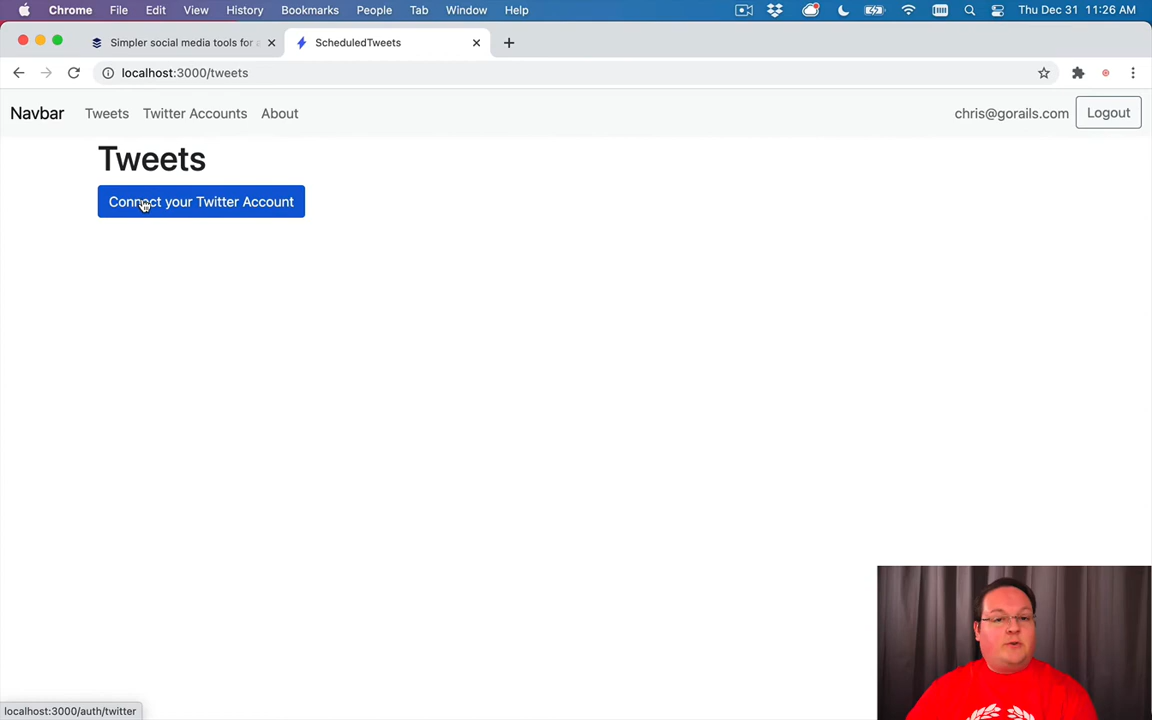 Chrome File Edit View History Bookmarks People Tab Window Help Thu Dec 31 11:26 AM
Simpler social media tools for
ScheduledTweets
localhost:3000/tweets
Navbar Tweets Twitter Accounts About chris@gorails.com Logout
Tweets
Connect your Twitter Account
localhost:3000/auth/twitter